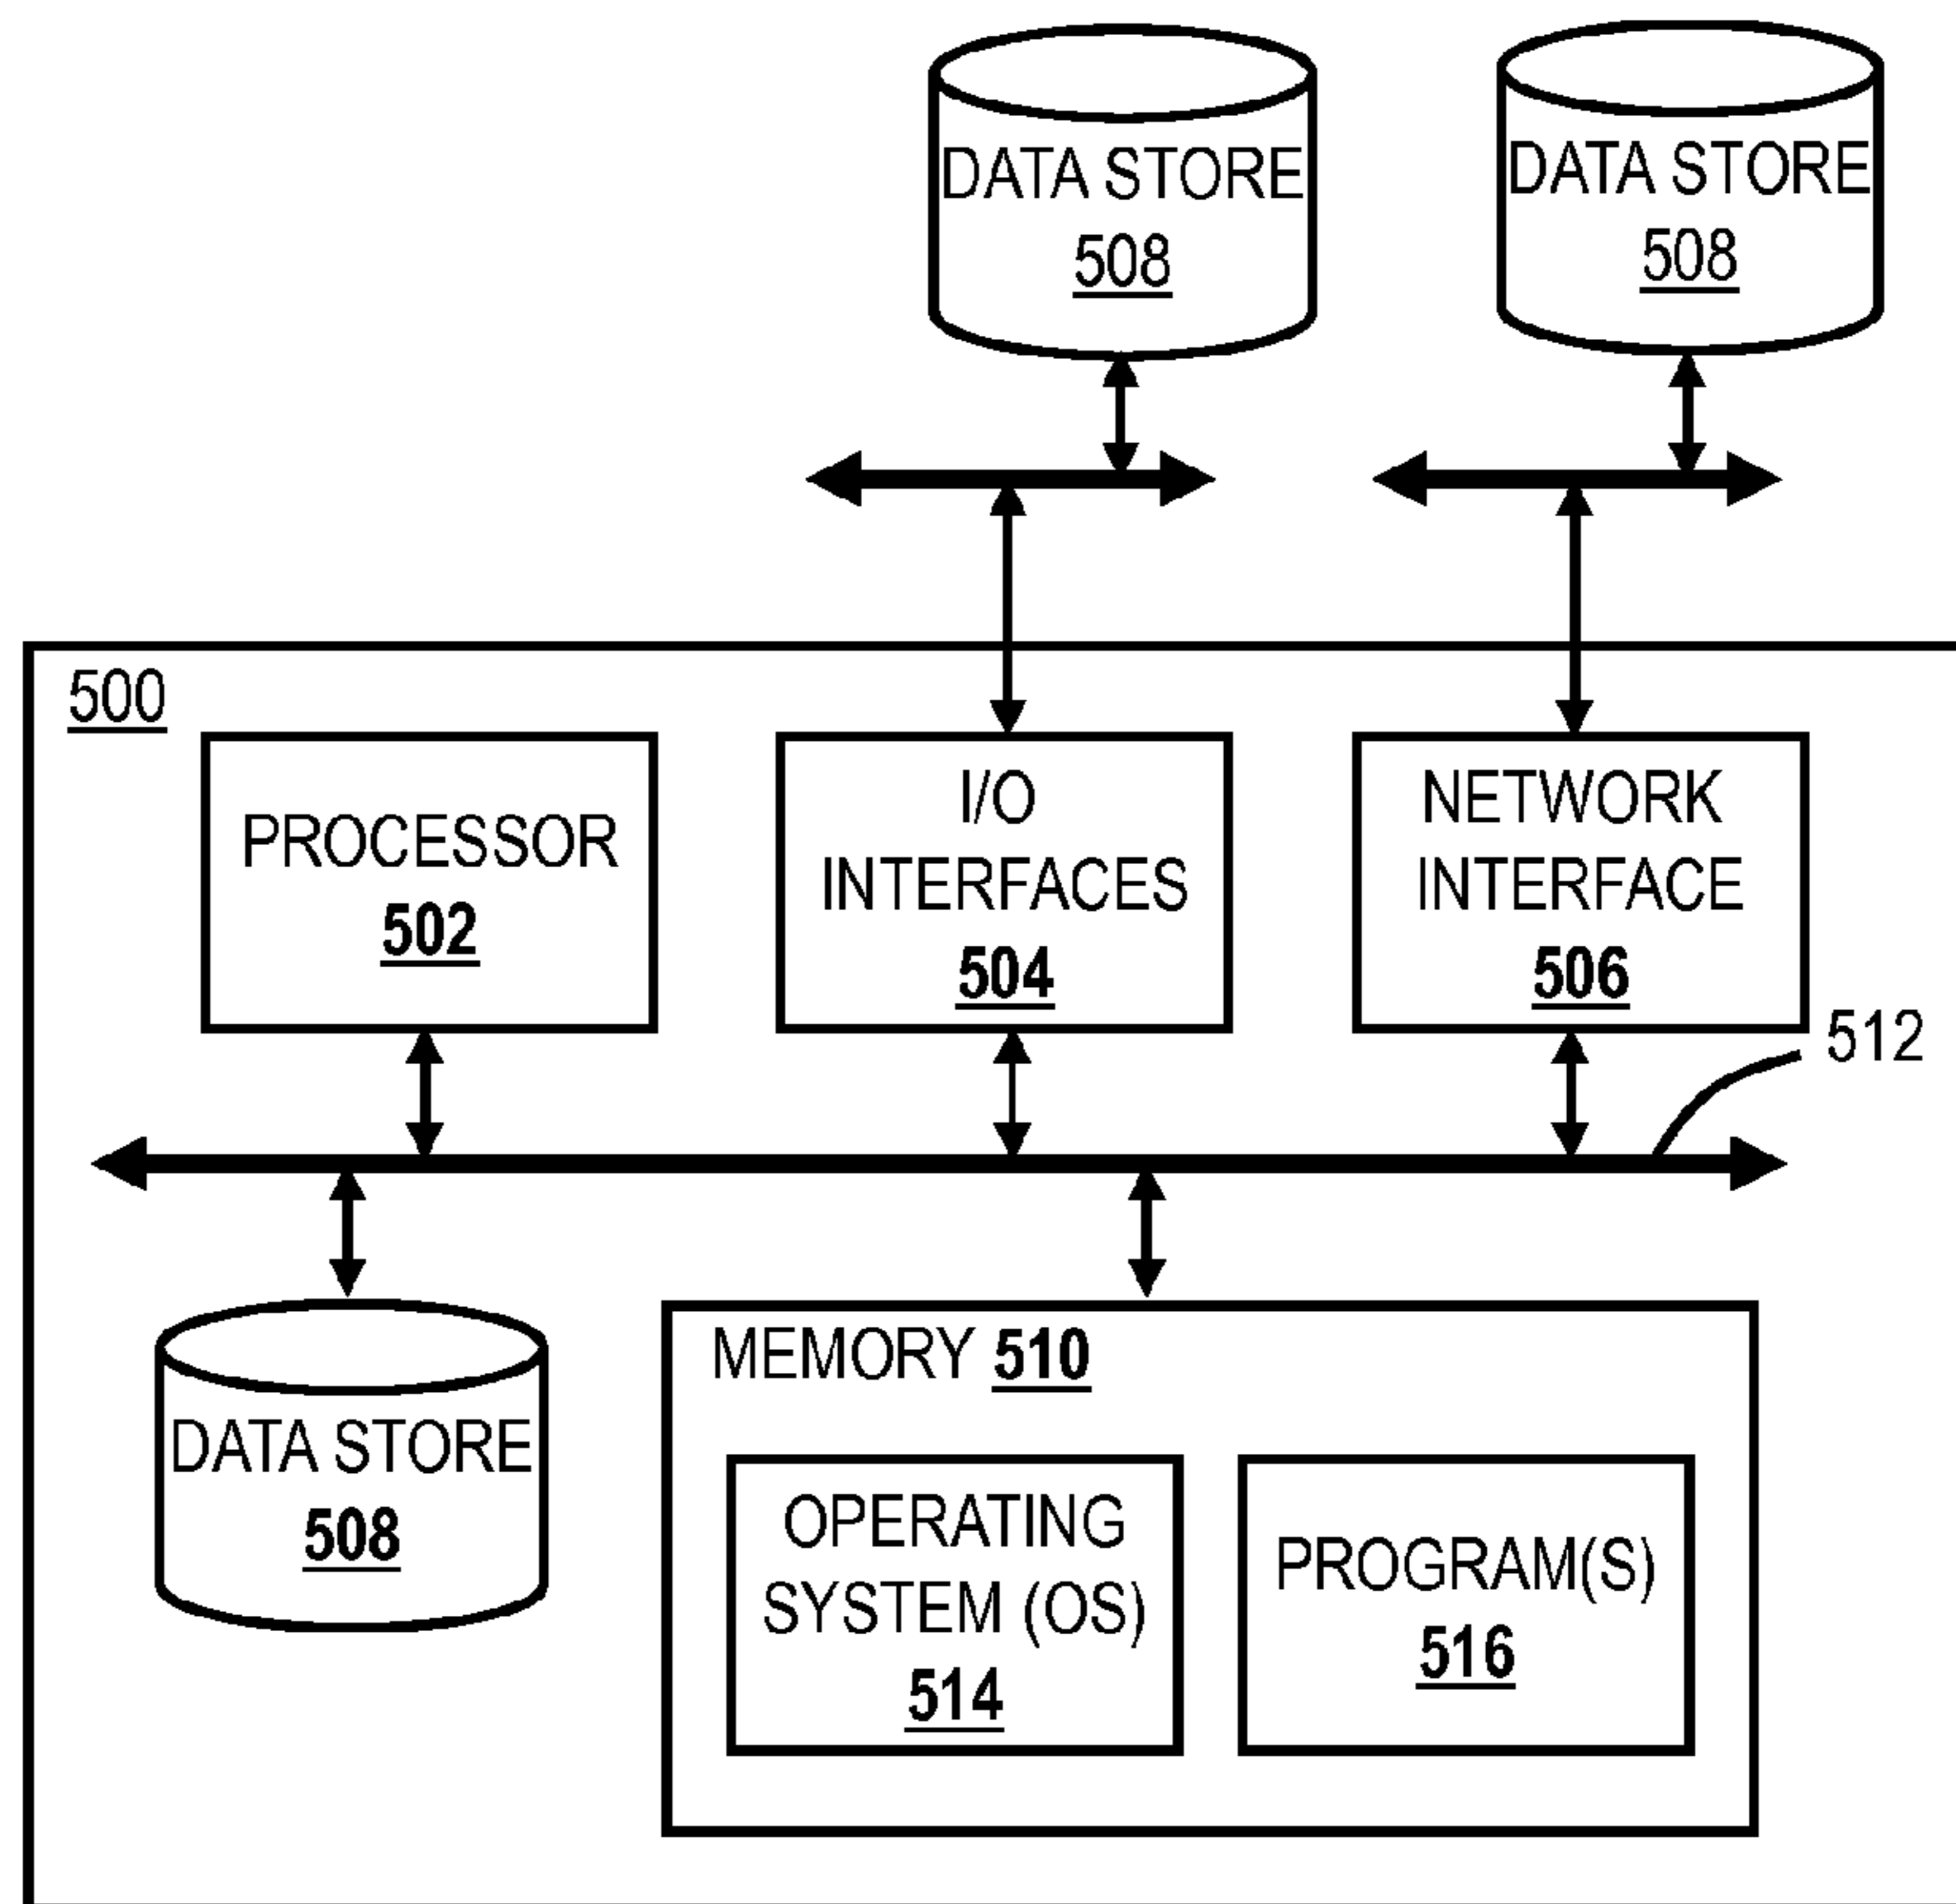 DATA STORE
508
DATA STORE
508
500
PROCESSOR
502
I/O
INTERFACES
504
NETWORK
INTERFACE
506
512
DATA STORE
508
MEMORY 510
OPERATING
SYSTEM (OS)
514
PROGRAM(S)
516